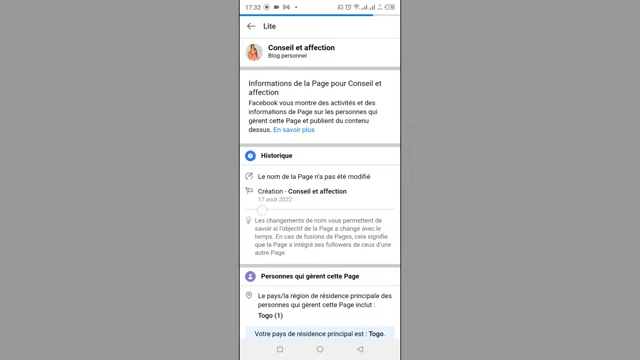 17:32
Lite
Conseil et affection
Blog personnel
Informations de la Page pour Conseil et
affection
Facebook vous montre des activités et des
informations de Page sur les personnes qui
gèrent cette Page et publient du contenu
dessus. En savoir plus
Historique
Le nom de la Page n'a pas été modifié
Création - Conseil et affection
17 août 2022
Les changements de nom vous permettent de
savoir si l'objectif de la Page a changé avec le
temps. En cas de fusions de Pages, cela signifie
que la Page a intégré ses followers de ceux d'une
autre Page.
Personnes qui gèrent cette Page
Le pays/la région de résidence principale des
personnes qui gèrent cette Page inclut :
Togo (1)
Votre pays de résidence principal est : Togo.